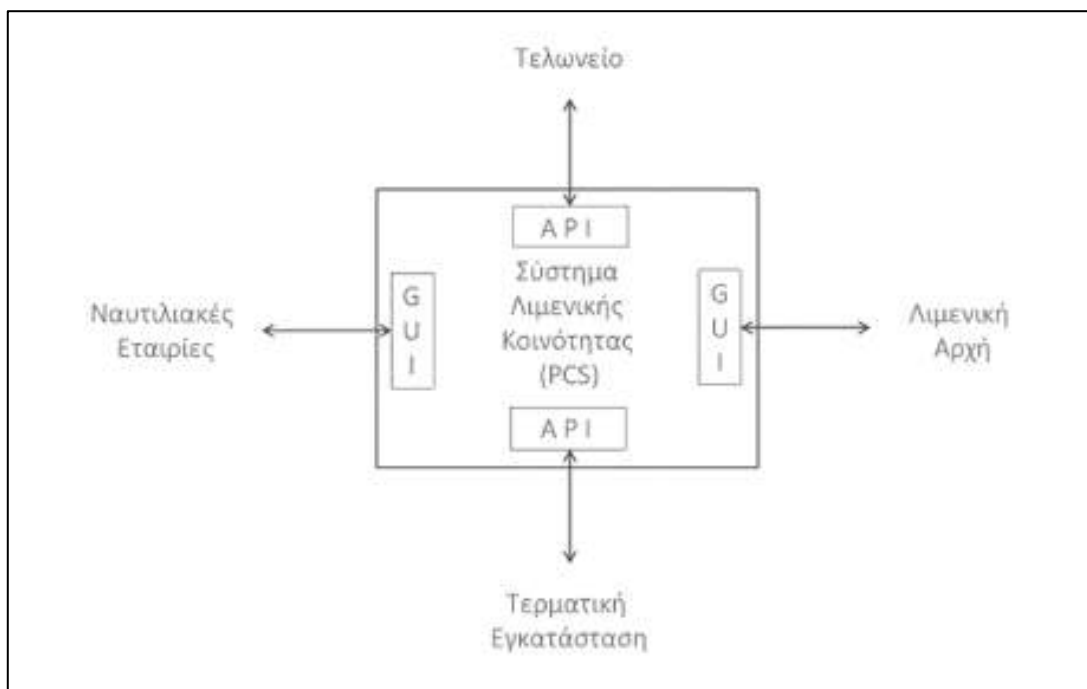 Τελωνείο
A P I
Σύστημα
Λιμενικής
Κοινότητας
(PCS)
G
U
I
G
U
I
Ναυτιλιακές
Εταιρίες
Λιμενική
Αρχή
A P I
Τερματική
Εγκατάσταση